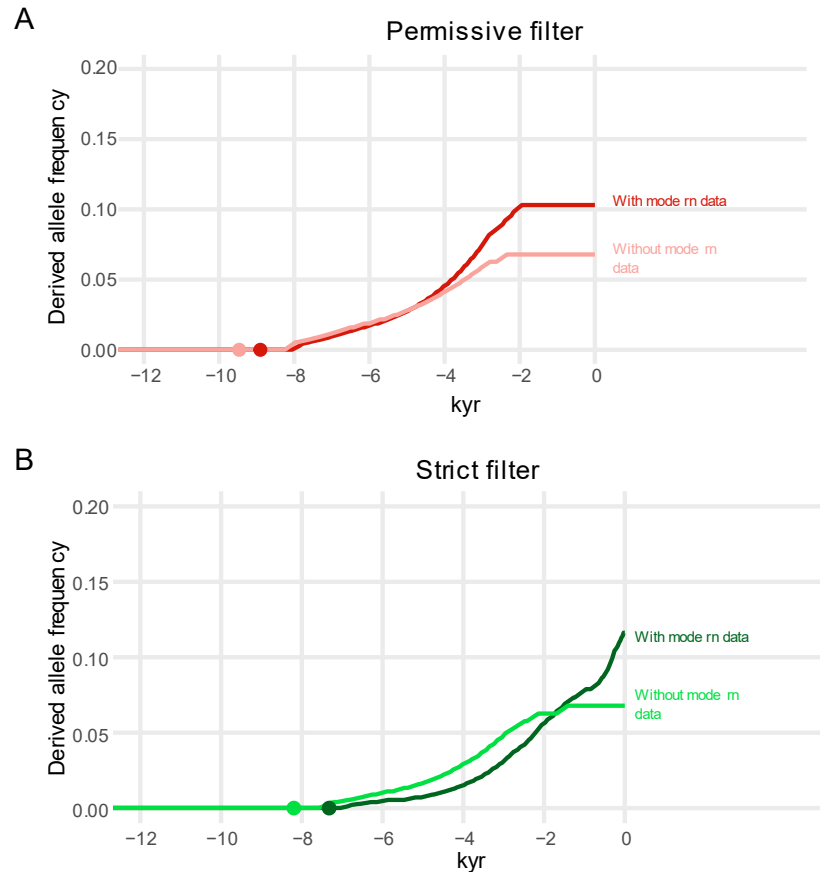 A
Permissive filter
Derived allele frequen cy
0.20
0.15
0.10
0.05
0.00
With mode rn data
Without mode rn
data
−12
−10
−8
−6
−4
−2
0
kyr
B
Strict filter
Derived allele frequen cy
0.20
0.15
0.10
0.05
0.00
With mode rn data
Without mode rn
data
−12
−10
−8
−6
−4
−2
0
kyr